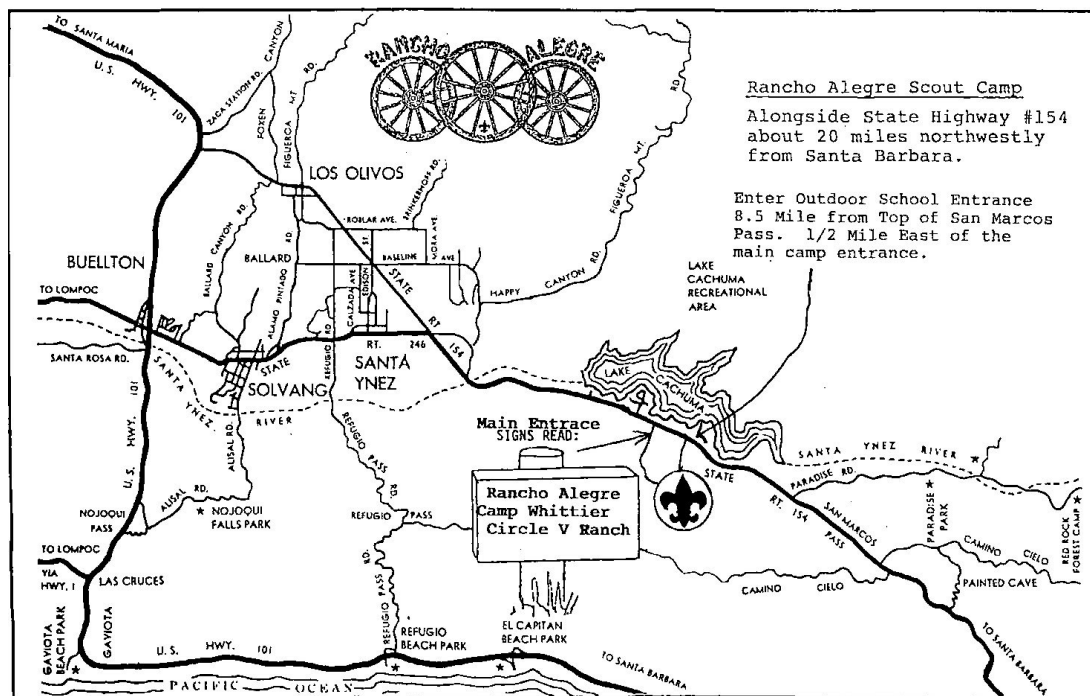 TO SANTA MARIA
U.S. HWY. 101
ZACA STATION RD.
FOXEN CANYON
FIGUEROA MT. RD.
RANCHO ALEGRE
Rancho Alegre Scout Camp
Alongside State Highway #154
about 20 miles northwestly
from Santa Barbara.
Enter Outdoor School Entrance
8.5 Mile from Top of San Marcos
Pass. 1/2 Mile East of the
main camp entrance.
LOS OLIVOS
ROBLAR AVE.
BRINKERHOFF RD.
FIGUEROA MT. RD.
BALLARD CANYON RD.
BALLARD
BASELINE AVE
MORA AVE
ST.
EDISON
CALZADA AVE
ALAMO PINTADO RD.
REFUGIO RD
HAPPY CANYON RD.
STATE RT 154
LAKE
CACHUMA
RECREATIONAL
AREA
BUELLTON
TO LOMPOC
SANTA ROSA RD.
STATE RT. 246
SANTA
YNEZ
SOLVANG
SANTA YNEZ RIVER
LAKE CACHUMA
U.S. HWY. 101
ALISAL RD.
ALISAL RD.
REFUGIO PASS RD.
Main Entrace
SIGNS READ:
Rancho Alegre
Camp Whittier
Circle V Ranch
STATE RT. 154
SANTA YNEZ RIVER
PARADISE RD.
SAN MARCOS PASS
PARADISE PARK
RED ROCK
FOREST CAMP
NOJOQUI
PASS
NOJOQUI
FALLS PARK
REFUGIO PASS
REFUGIO PASS RD.
CAMINO CIELO
CAMINO CIELO
PAINTED CAVE
TO LOMPOC
VIA
HWY. 1
LAS CRUCES
GAVIOTA
BEACH PARK
GAVIOTA
REFUGIO
BEACH PARK
EL CAPITAN
BEACH PARK
U.S. HWY. 101
TO SANTA BARBARA
TO SANTA BARBARA
PACIFIC OCEAN